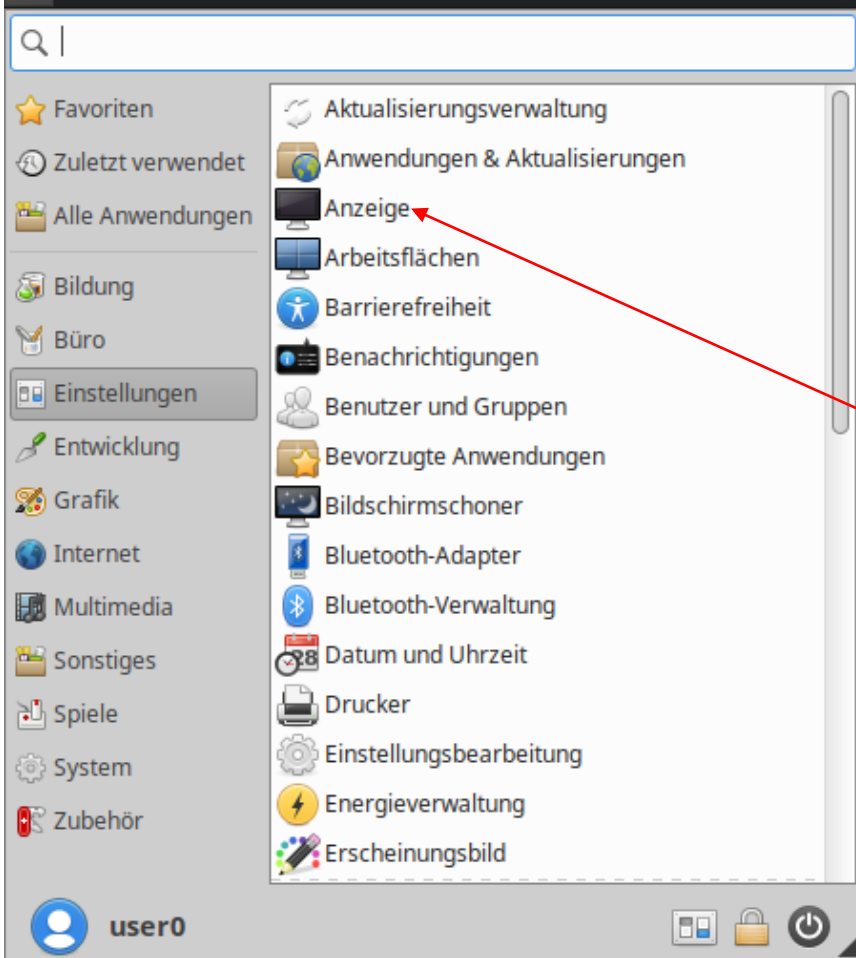 Favoriten
Zuletzt verwendet
Alle Anwendungen
Bildung
Büro
Einstellungen
Entwicklung
Grafik
Internet
Multimedia
Sonstiges
Spiele
System
Zubehör
Aktualisierungsverwaltung
Anwendungen & Aktualisierungen
Anzeige
Arbeitsflächen
Barrierefreiheit
Benachrichtigungen
Benutzer und Gruppen
Bevorzugte Anwendungen
Bildschirmschoner
Bluetooth-Adapter
Bluetooth-Verwaltung
28
Datum und Uhrzeit
Drucker
Einstellungsbearbeitung
Energieverwaltung
Erscheinungsbild
user0